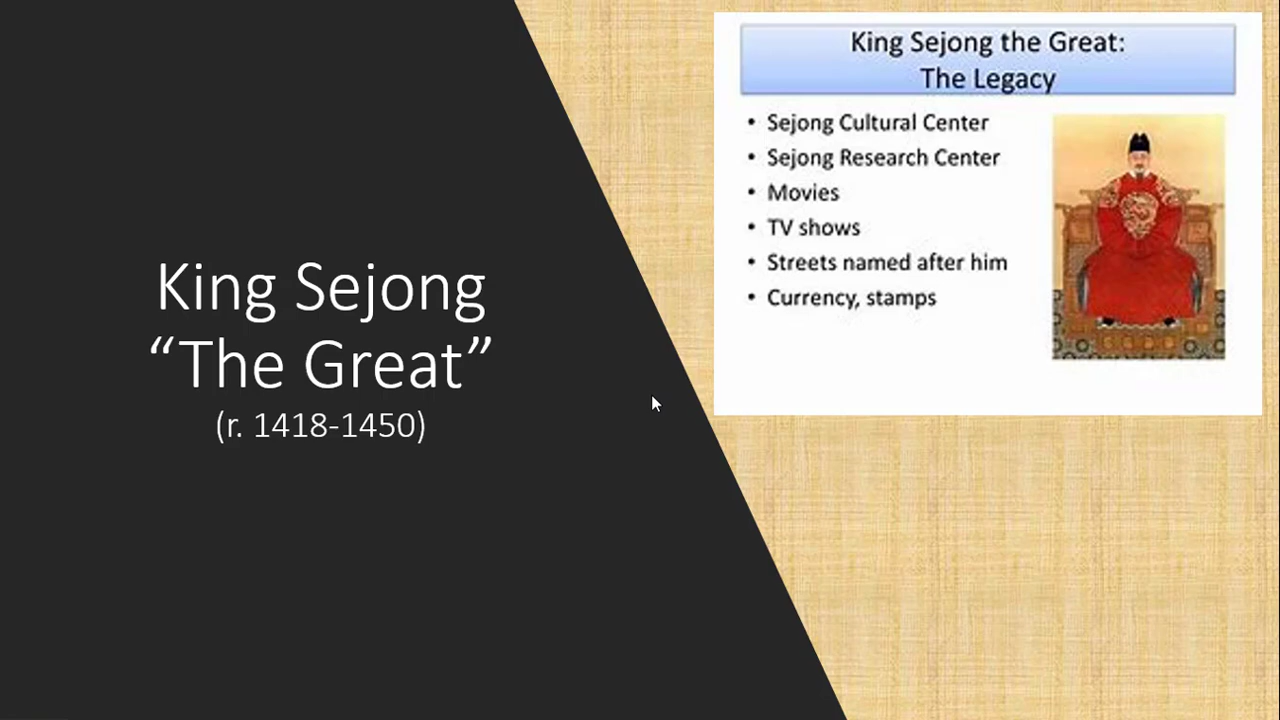 King Sejong
“The Great”
(r. 1418-1450)
King Sejong the Great:
The Legacy
• Sejong Cultural Center
• Sejong Research Center
• Movies
• TV shows
• Streets named after him
• Currency, stamps